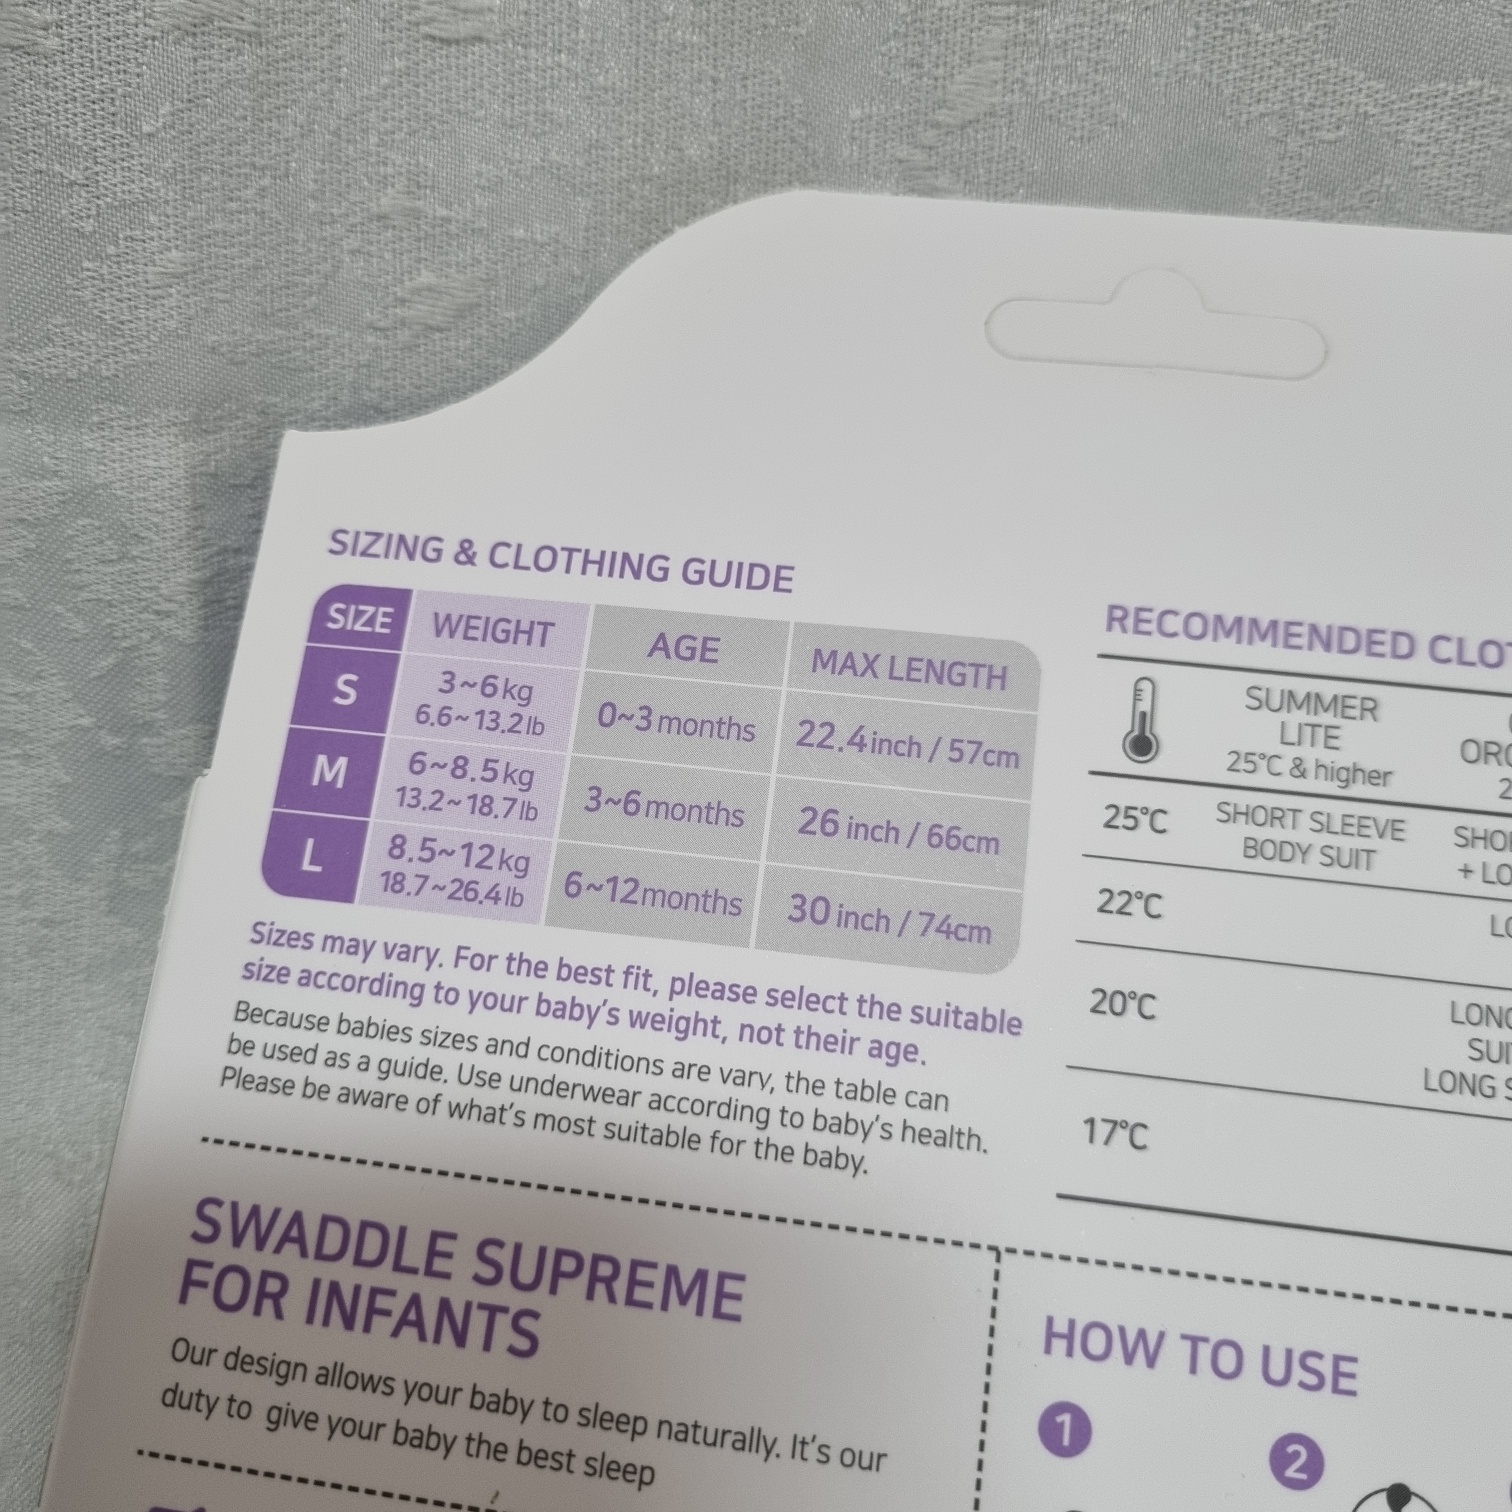 SIZING & CLOTHING GUIDE
SIZE WEIGHT AGE MAX LENGTH
S 3~6kg 6.6~13.2lb 0~3months 22.4inch / 57cm
M 6~8.5kg 13.2~18.7lb 3~6months 26 inch / 66cm
L 8.5~12kg 18.7~26.4lb 6~12months 30 inch / 74cm
Sizes may vary. For the best fit, please select the suitable
size according to your baby's weight, not their age.
Because babies sizes and conditions are vary, the table can
be used as a guide. Use underwear according to baby's health.
Please be aware of what's most suitable for the baby.
RECOMMENDED
SUMMER
LITE
25°C & higher
25°C SHORT SLEEVE
BODY SUIT
22°C
20°C LONG
17°C
SWADDLE SUPREME
FOR INFANTS
Our design allows your baby to sleep naturally. It's our
duty to give your baby the best sleep
HOW TO USE
1
2